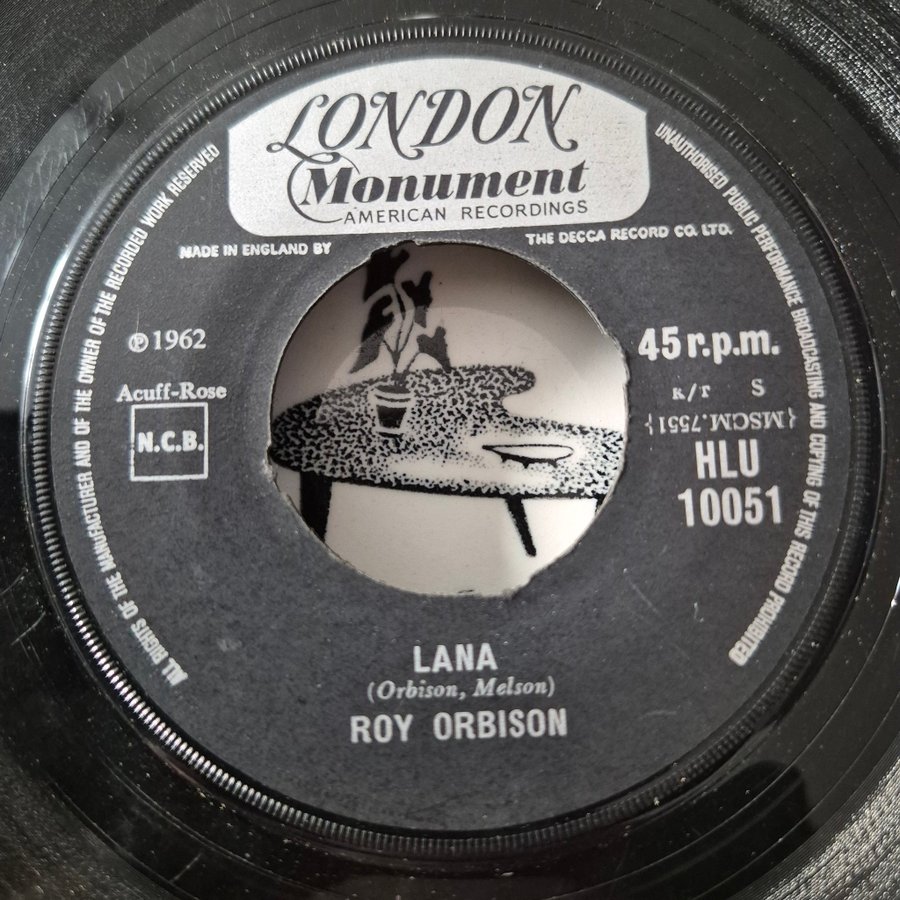 LONDON
Monument
AMERICAN RECORDINGS
MADE IN ENGLAND BY THE DECCA RECORD CO. LTD.
ALL RIGHTS OF THE MANUFACTURER AND OF THE OWNER OF THE RECORDED WORK RESERVED
UNAUTHORISED PUBLIC PERFORMANCE BROADCASTING AND COPYING OF THIS RECORD PROHIBITED
℗1962
Acuff-Rose
N.C.B.
45 r.p.m.
K/T S
{MSCM.7551}
HLU
10051
LANA
(Orbison, Melson)
ROY ORBISON